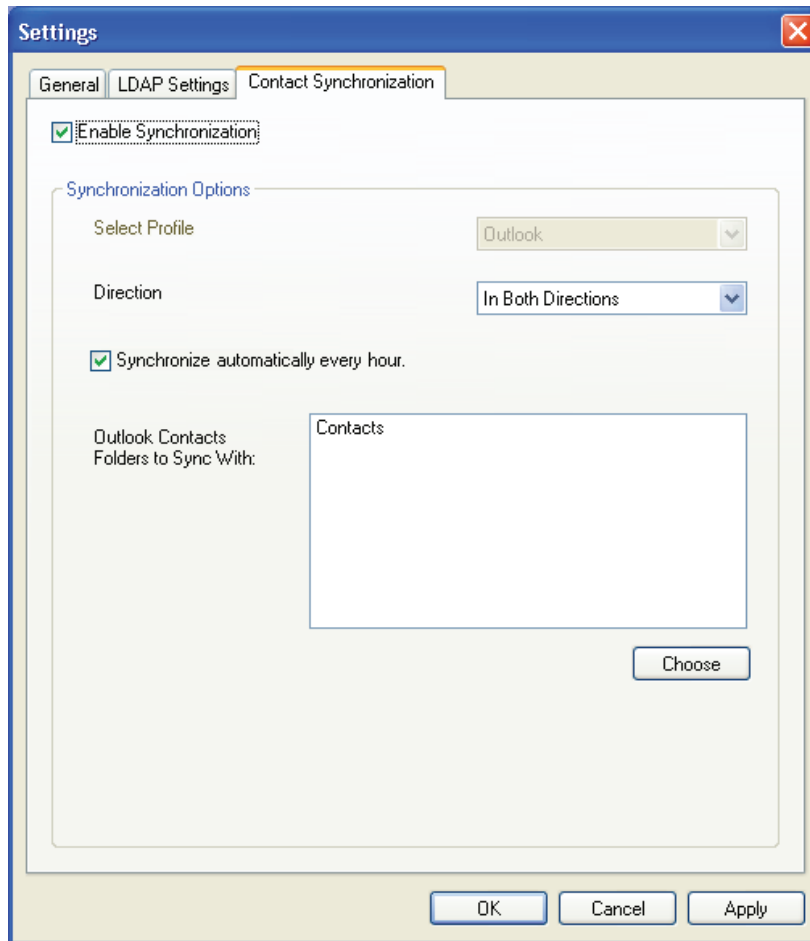 Settings
General
LDAP Settings
Contact Synchronization
Enable Synchronization
Synchronization Options
Select Profile
Outlook
Direction
In Both Directions
Synchronize automatically every hour.
Outlook Contacts
Folders to Sync With:
Contacts
Choose
OK
Cancel
Apply